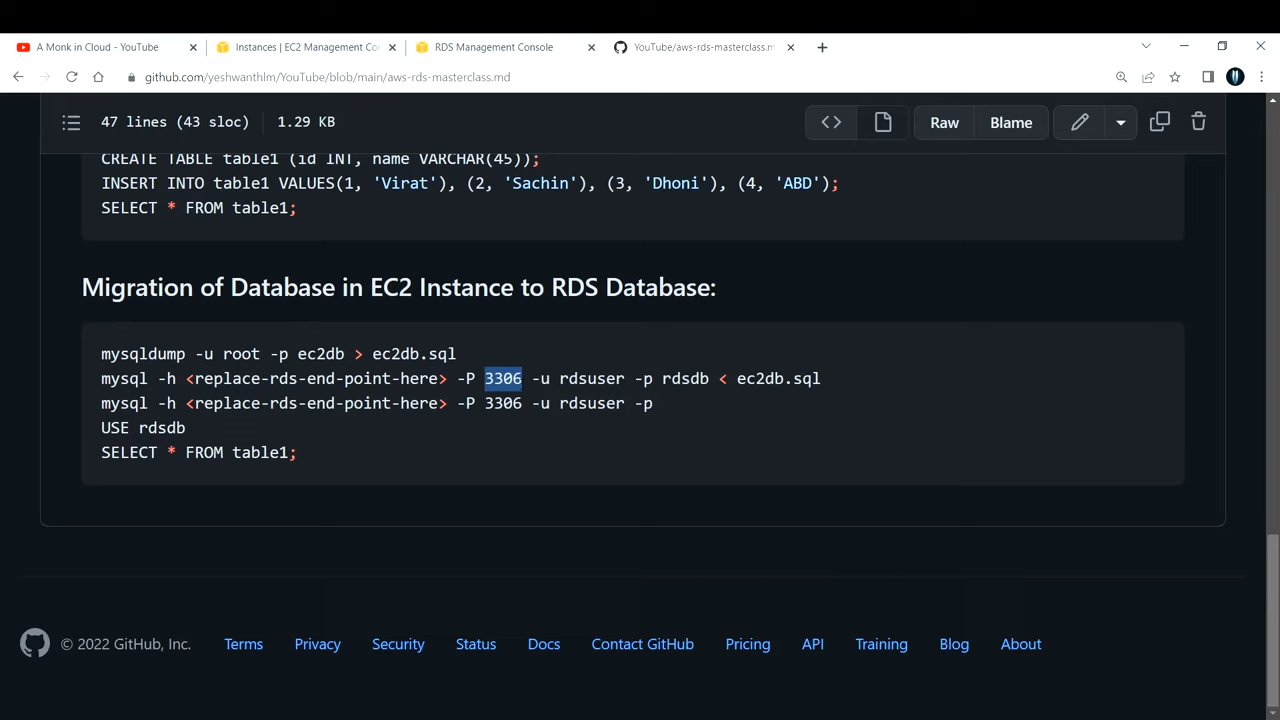 A Monk in Cloud - YouTube
Instances | EC2 Management Co
RDS Management Console
YouTube/aws-rds-masterclass.m
github.com/yeshwanthlm/YouTube/blob/main/aws-rds-masterclass.md
47 lines (43 sloc)
1.29 KB
Raw
Blame
CREATE TABLE table1 (id INT, name VARCHAR(45));
INSERT INTO table1 VALUES(1, 'Virat'), (2, 'Sachin'), (3, 'Dhoni'), (4, 'ABD');
SELECT * FROM table1;
Migration of Database in EC2 Instance to RDS Database:
mysqldump -u root -p ec2db > ec2db.sql
mysql -h <replace-rds-end-point-here> -P 3306 -u rdsuser -p rdsdb < ec2db.sql
mysql -h <replace-rds-end-point-here> -P 3306 -u rdsuser -p
USE rdsdb
SELECT * FROM table1;
© 2022 GitHub, Inc.
Terms
Privacy
Security
Status
Docs
Contact GitHub
Pricing
API
Training
Blog
About